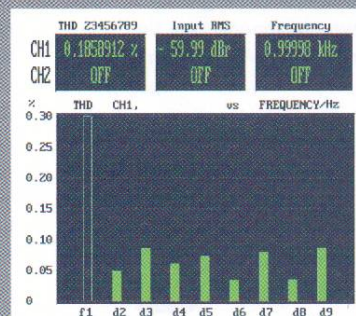 THD 23456789 Input RMS Frequency
CH1 0.1858912 % - 59.99 dBr 0.99998 kHz
CH2 OFF OFF OFF
% THD CH1, vs FREQUENCY/Hz
0.30
0.25
0.20
0.15
0.10
0.05
0
f1 d2 d3 d4 d5 d6 d7 d8 d9